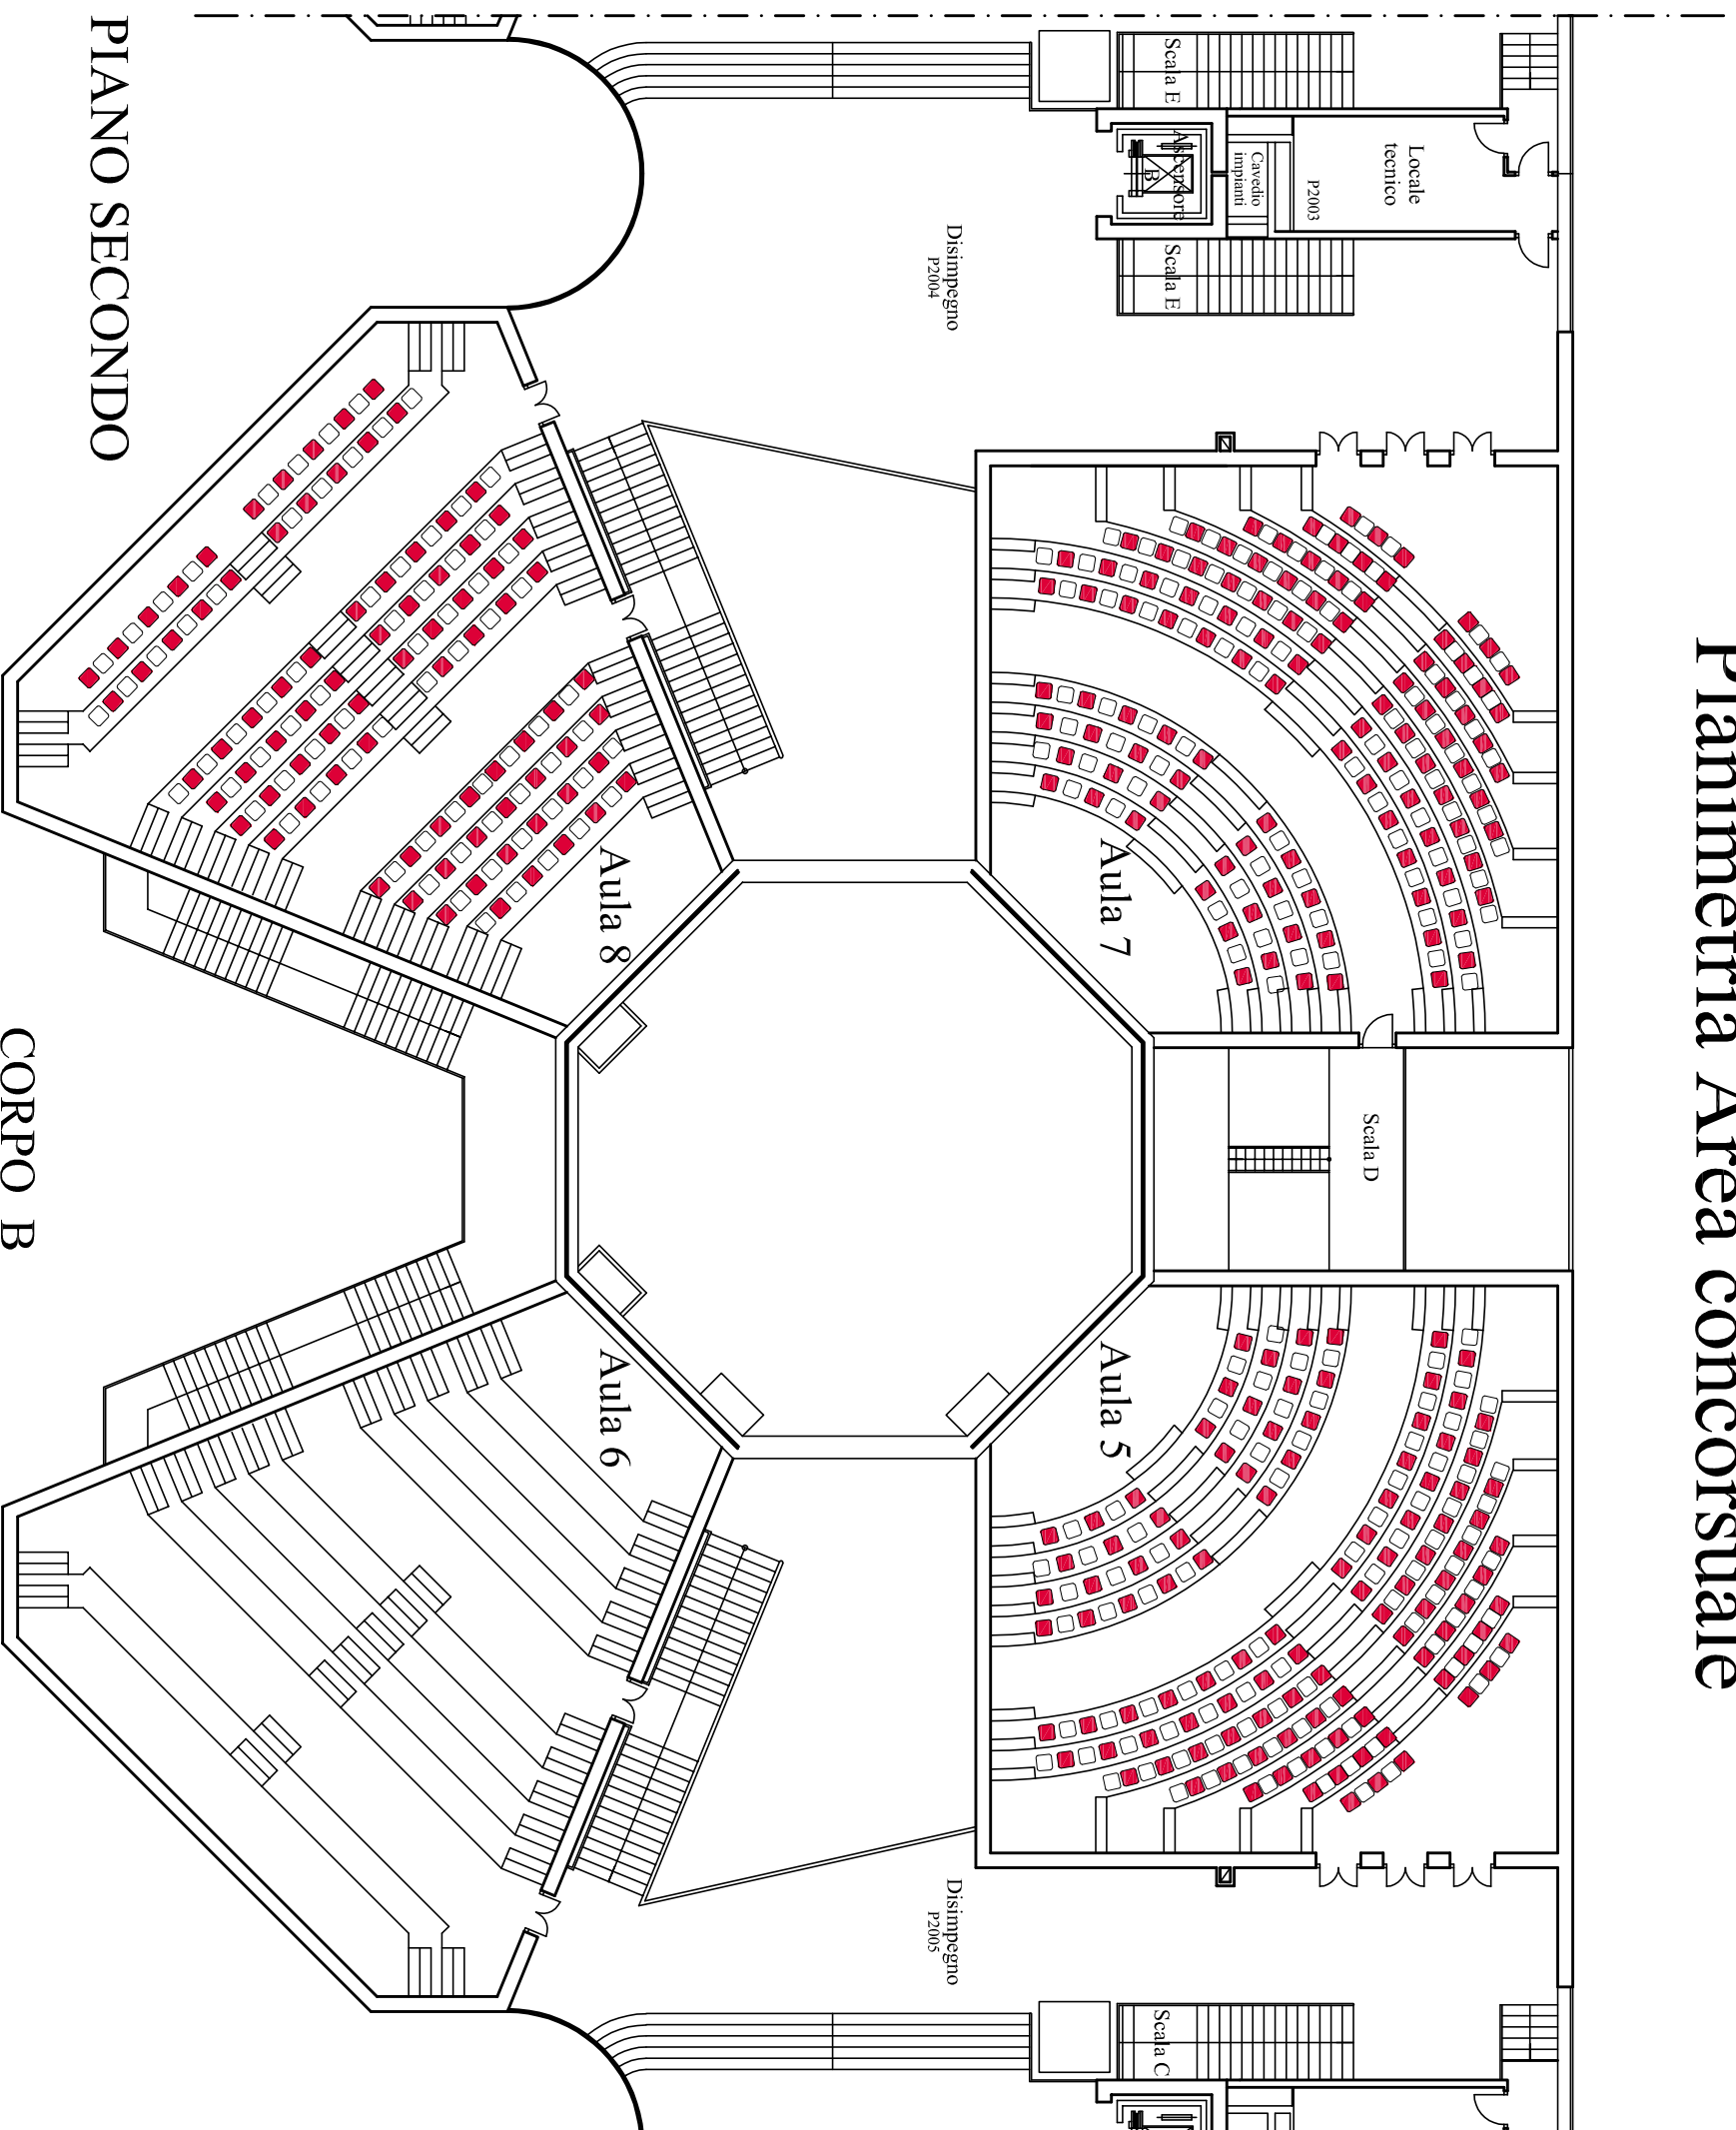 Planimetria Area concorsuale
Scala E
Locale
tecnico
P2003
Cavedio
impianti
Ascensore
B
Scala E
Disimpegno
P2004
Aula 7
Aula 8
Scala D
Aula 5
Aula 6
Disimpegno
P2005
Scala C
PIANO SECONDO
CORPO B